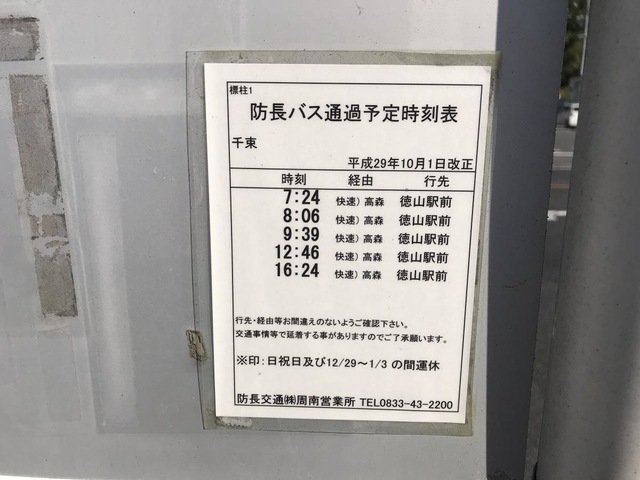 標柱1
防長バス通過予定時刻表
千束
平成29年10月1日改正
時刻 経由 行先
7:24 快速）高森 徳山駅前
8:06 快速）高森 徳山駅前
9:39 快速）高森 徳山駅前
12:46 快速）高森 徳山駅前
16:24 快速）高森 徳山駅前
行先・経由等お間違えのないようご確認下さい。
交通事情等で延着する事がありますのでご了承願います。
※印:日祝日及び12/29～1/3 の間運休
防長交通㈱周南営業所 TEL0833-43-2200